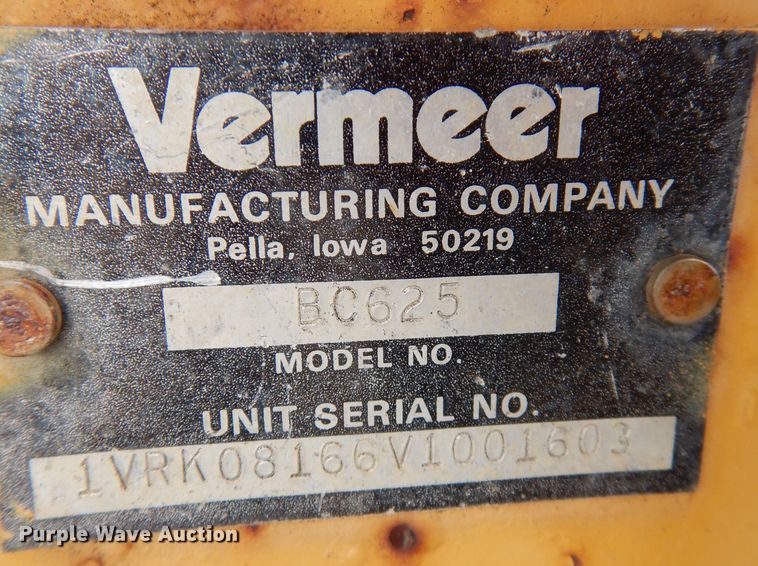 Vermeer
MANUFACTURING COMPANY
Pella, Iowa 50219
BC625
MODEL NO.
UNIT SERIAL NO.
1VRK08166V1001603
Purple Wave Auction